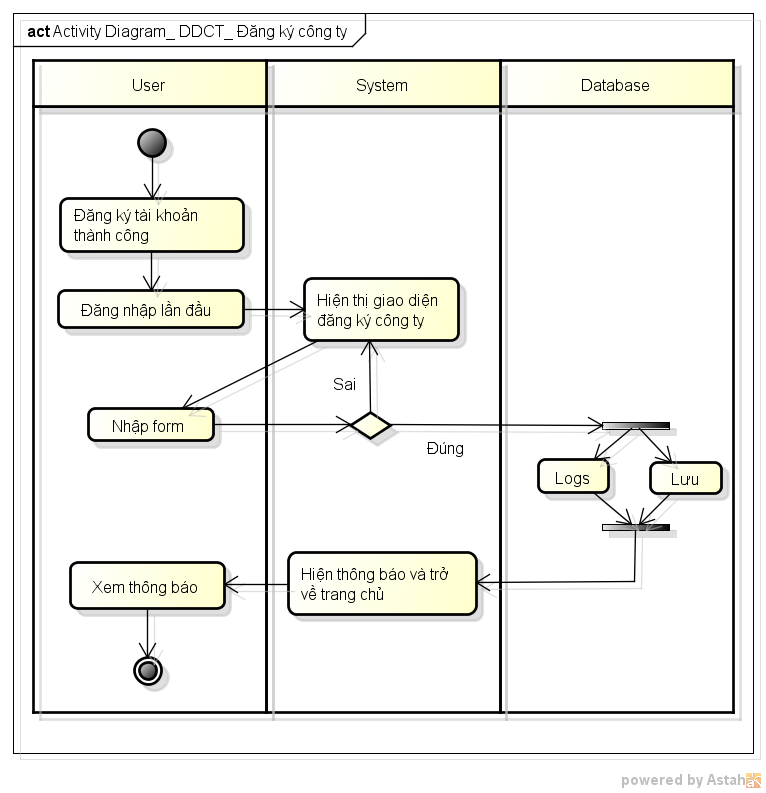 act Activity Diagram_ DDCT_ Đăng ký công ty
User
System
Database
Đăng ký tài khoản
thành công
Đăng nhập lần đầu
Hiện thị giao diện
đăng ký công ty
Sai
Nhập form
Đúng
Logs
Lưu
Hiện thông báo và trở
về trang chủ
Xem thông báo
powered by Astah